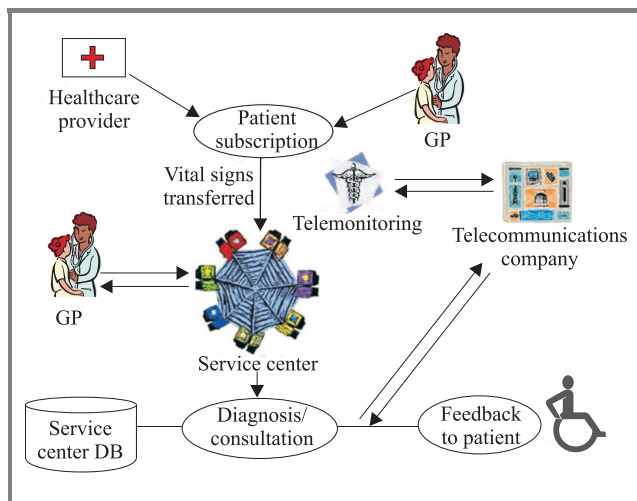 Healthcare
provider
Patient
subscription
GP
Vital signs
transferred
Telemonitoring
Telecommunications
company
GP
Service center
Service
center DB
Diagnosis/
consultation
Feedback
to patient